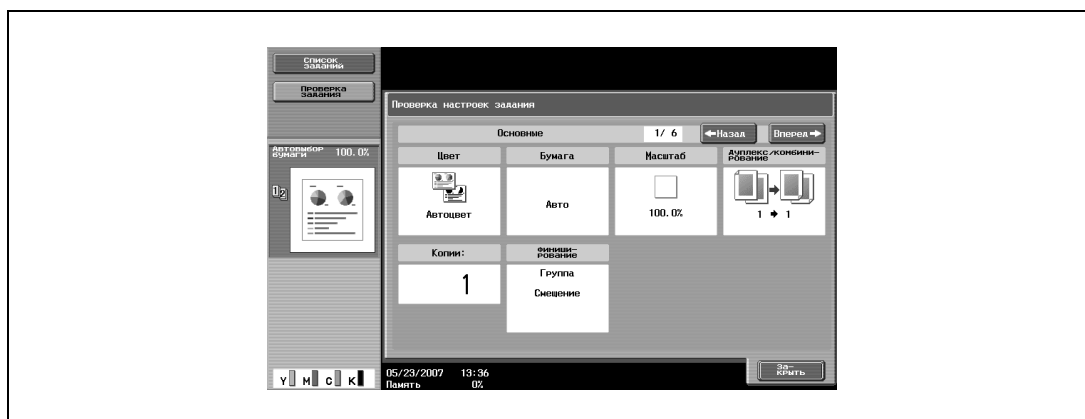 Список
заданий
Проверка
задания
Проверка настроек задания
Основные 1/ 6 Назад Вперед
Автовыбор
бумаги 100.0%
Цвет Бумага Масштаб Дуплекс/комбини-
рование
12
Автоцвет Авто 100.0% 1 1
Копии: Финиши-
рование
1 Группа
Смещение
Y M C K
05/23/2007 13:36
Память 0%
За-
крыть